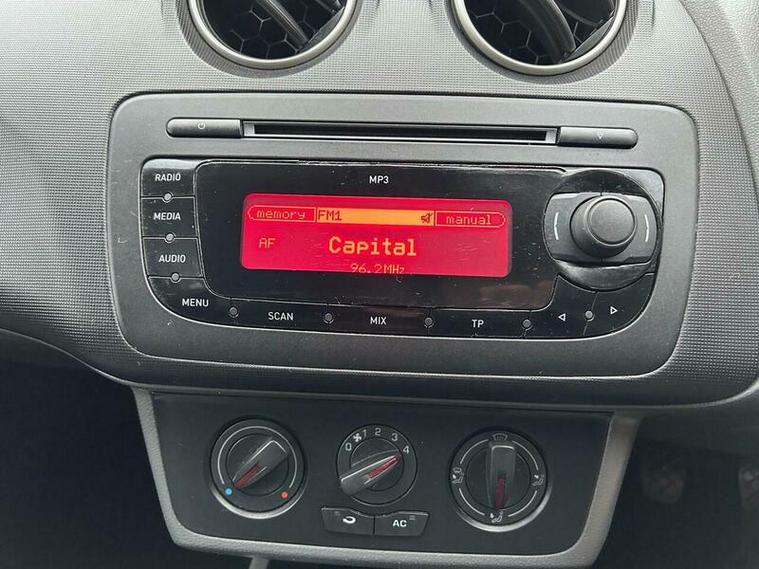 MP3
RADIO
MEDIA
AUDIO
memory FM1 manual
AF Capital
96.2MHz
MENU
SCAN
MIX
TP
0 1 2 3 4
AC